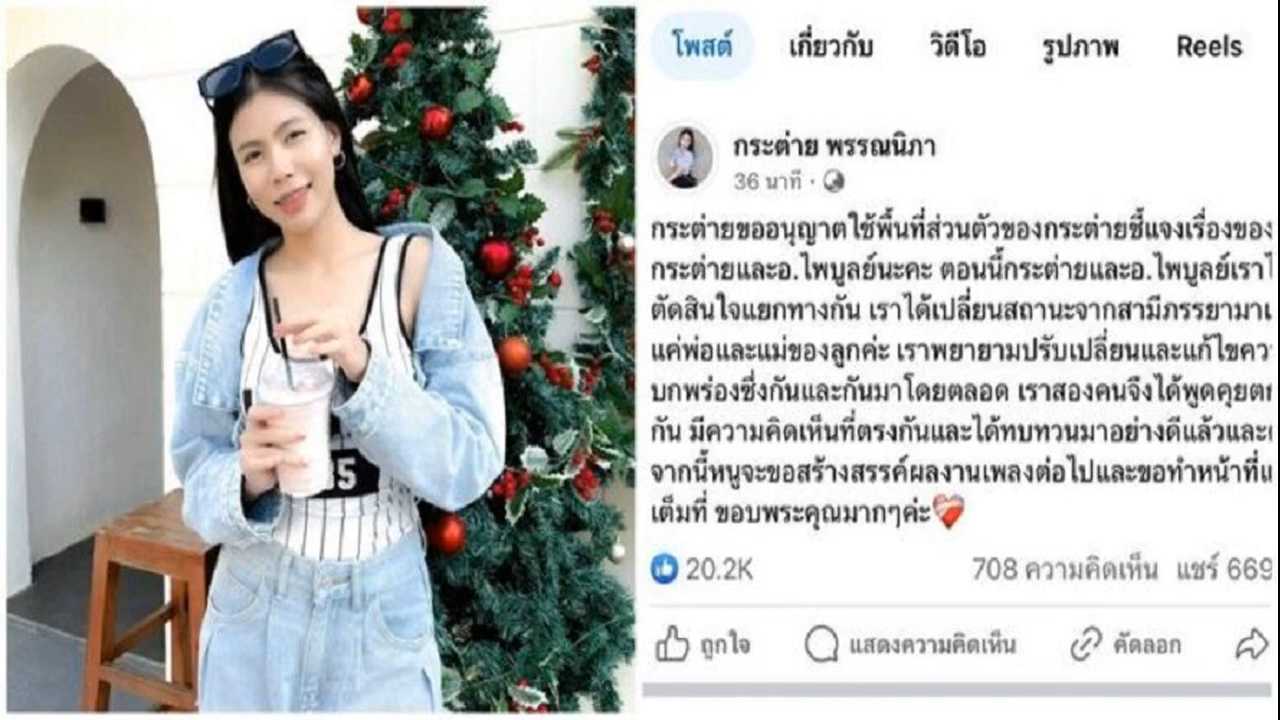 35
โพสต์ เกี่ยวกับ วิดีโอ รูปภาพ Reels
กระต่าย พรรณนิภา
36 นาที ·
กระต่ายขออนุญาตใช้พื้นที่ส่วนตัวของกระต่ายชี้แจงเรื่องของ
กระต่ายและอ.ไพบูลย์นะคะ ตอนนี้กระต่ายและอ.ไพบูลย์เรา
ตัดสินใจแยกทางกัน เราได้เปลี่ยนสถานะจากสามีภรรยามา
แค่พ่อและแม่ของลูกค่ะ เราพยายามปรับเปลี่ยนและแก้ไข
บกพร่องซึ่งกันและกันมาโดยตลอด เราสองคนจึงได้พูดคุย
กัน มีความคิดเห็นที่ตรงกันและได้ทบทวนมาอย่างดีแล้วและ
จากนี้หนูจะขอสร้างสรรค์ผลงานเพลงต่อไปและขอทำหน้าที่
เต็มที่ ขอบพระคุณมากๆค่ะ❤️‍🩹
20.2K 708 ความคิดเห็น แชร์ 669
ถูกใจ แสดงความคิดเห็น คัดลอก